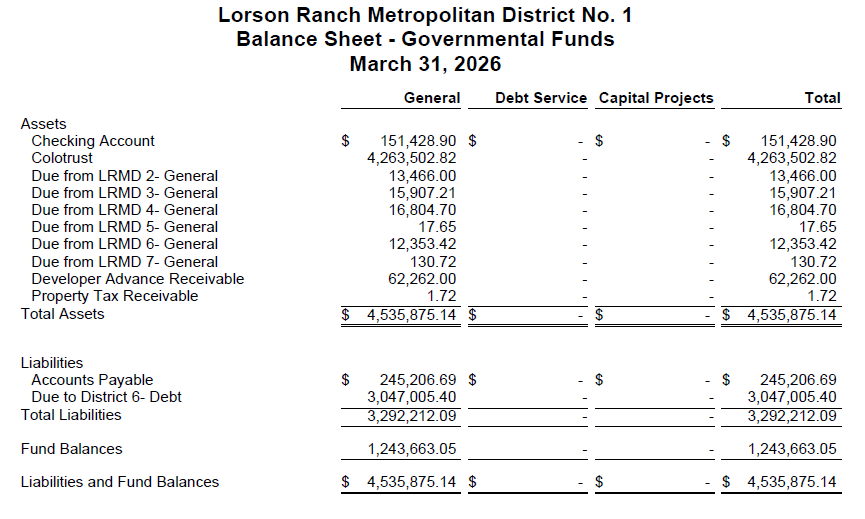 Lorson Ranch Metropolitan District No. 1
Balance Sheet - Governmental Funds
March 31, 2026
General Debt Service Capital Projects Total
Assets
Checking Account $ 151,428.90 $ - $ - $ 151,428.90
Colotrust 4,263,502.82 - - 4,263,502.82
Due from LRMD 2- General 13,466.00 - - 13,466.00
Due from LRMD 3- General 15,907.21 - - 15,907.21
Due from LRMD 4- General 16,804.70 - - 16,804.70
Due from LRMD 5- General 17.65 - - 17.65
Due from LRMD 6- General 12,353.42 - - 12,353.42
Due from LRMD 7- General 130.72 - - 130.72
Developer Advance Receivable 62,262.00 - - 62,262.00
Property Tax Receivable 1.72 - - 1.72
Total Assets $ 4,535,875.14 $ - $ - $ 4,535,875.14
Liabilities
Accounts Payable $ 245,206.69 $ - $ - $ 245,206.69
Due to District 6- Debt 3,047,005.40 - - 3,047,005.40
Total Liabilities 3,292,212.09 - - 3,292,212.09
Fund Balances 1,243,663.05 - - 1,243,663.05
Liabilities and Fund Balances $ 4,535,875.14 $ - $ - $ 4,535,875.14